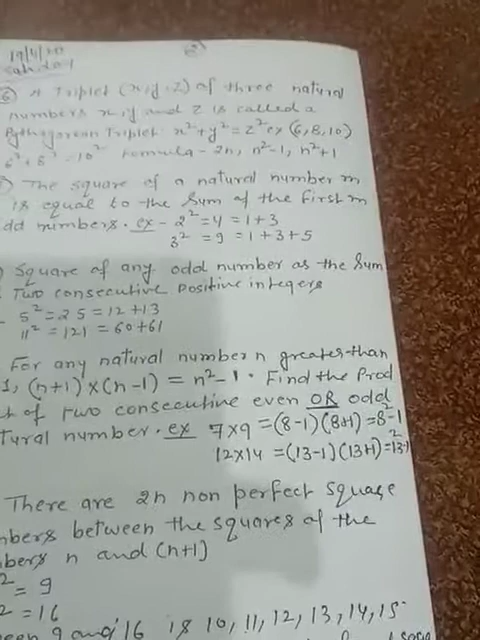 19/4/20
Saturday
6) A Triplet (x,y,z) of three natural
numbers x,y and z is called a
Pythagorean Triplet x²+y²=z² ex (6,8,10)
6²+8²=10² Formula - 2n, n²-1, n²+1
) The square of a natural number m
is equal to the sum of the first m
dd numbers. ex - 2²=4=1+3
3²=9=1+3+5
Square of any odd number as the Sum
Two consecutive positive integers
5²=25=12+13
11²=121=60+61
For any natural number n greater than
1, (n+1)×(n-1)=n²-1. Find the Prod
t of two consecutive even OR odd
tural number. ex 7×9=(8-1)(8+1)=8²-1
12×14=(13-1)(13+1)=13²-1
There are 2n non perfect square
mbers between the squares of the
mbers n and (n+1)
²=9
²=16
een 9 and 16 is 10, 11, 12, 13, 14, 15